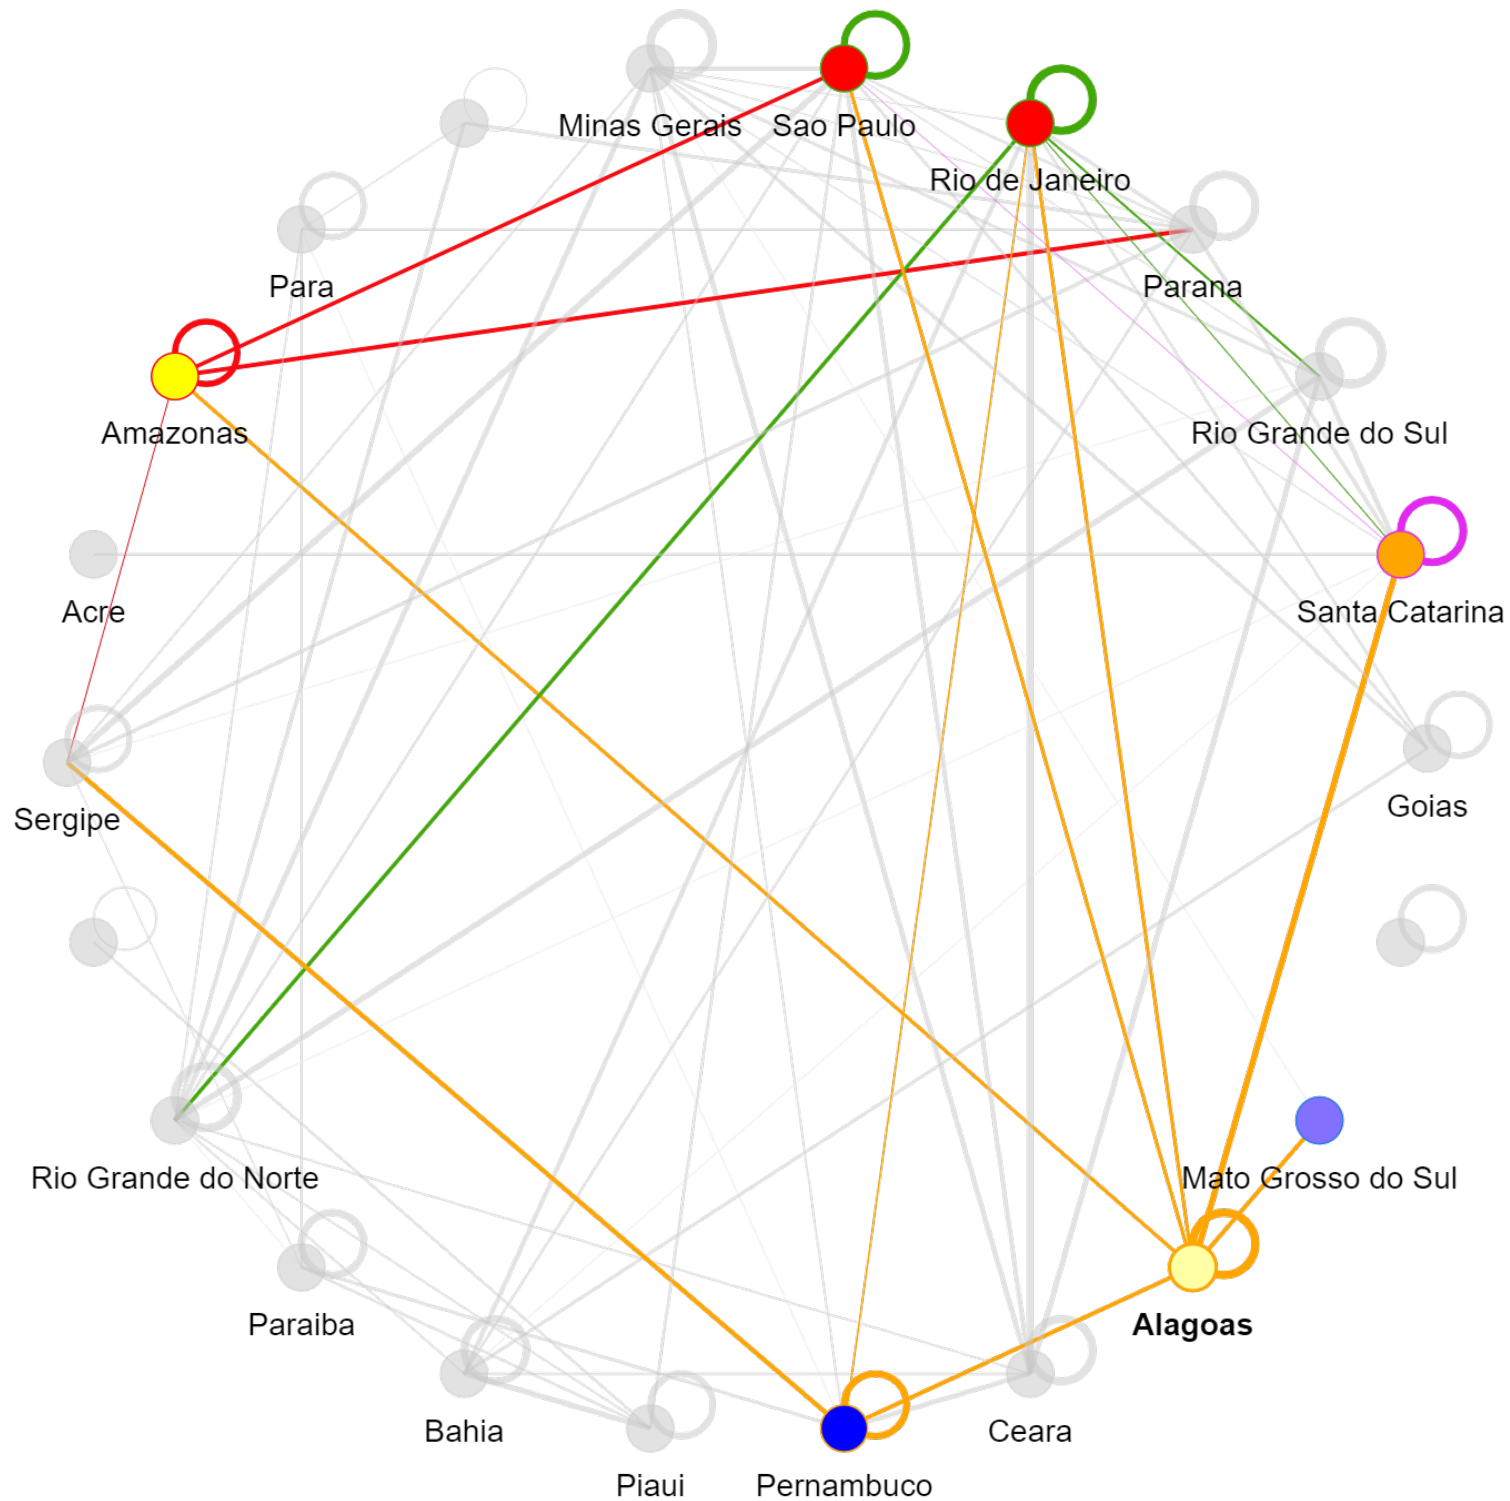 Minas Gerais
Sao Paulo
Rio de Janeiro
Para
Parana
Amazonas
Rio Grande do Sul
Acre
Santa Catarina
Sergipe
Goias
Rio Grande do Norte
Mato Grosso do Sul
Paraiba
Alagoas
Bahia
Ceara
Piaui
Pernambuco